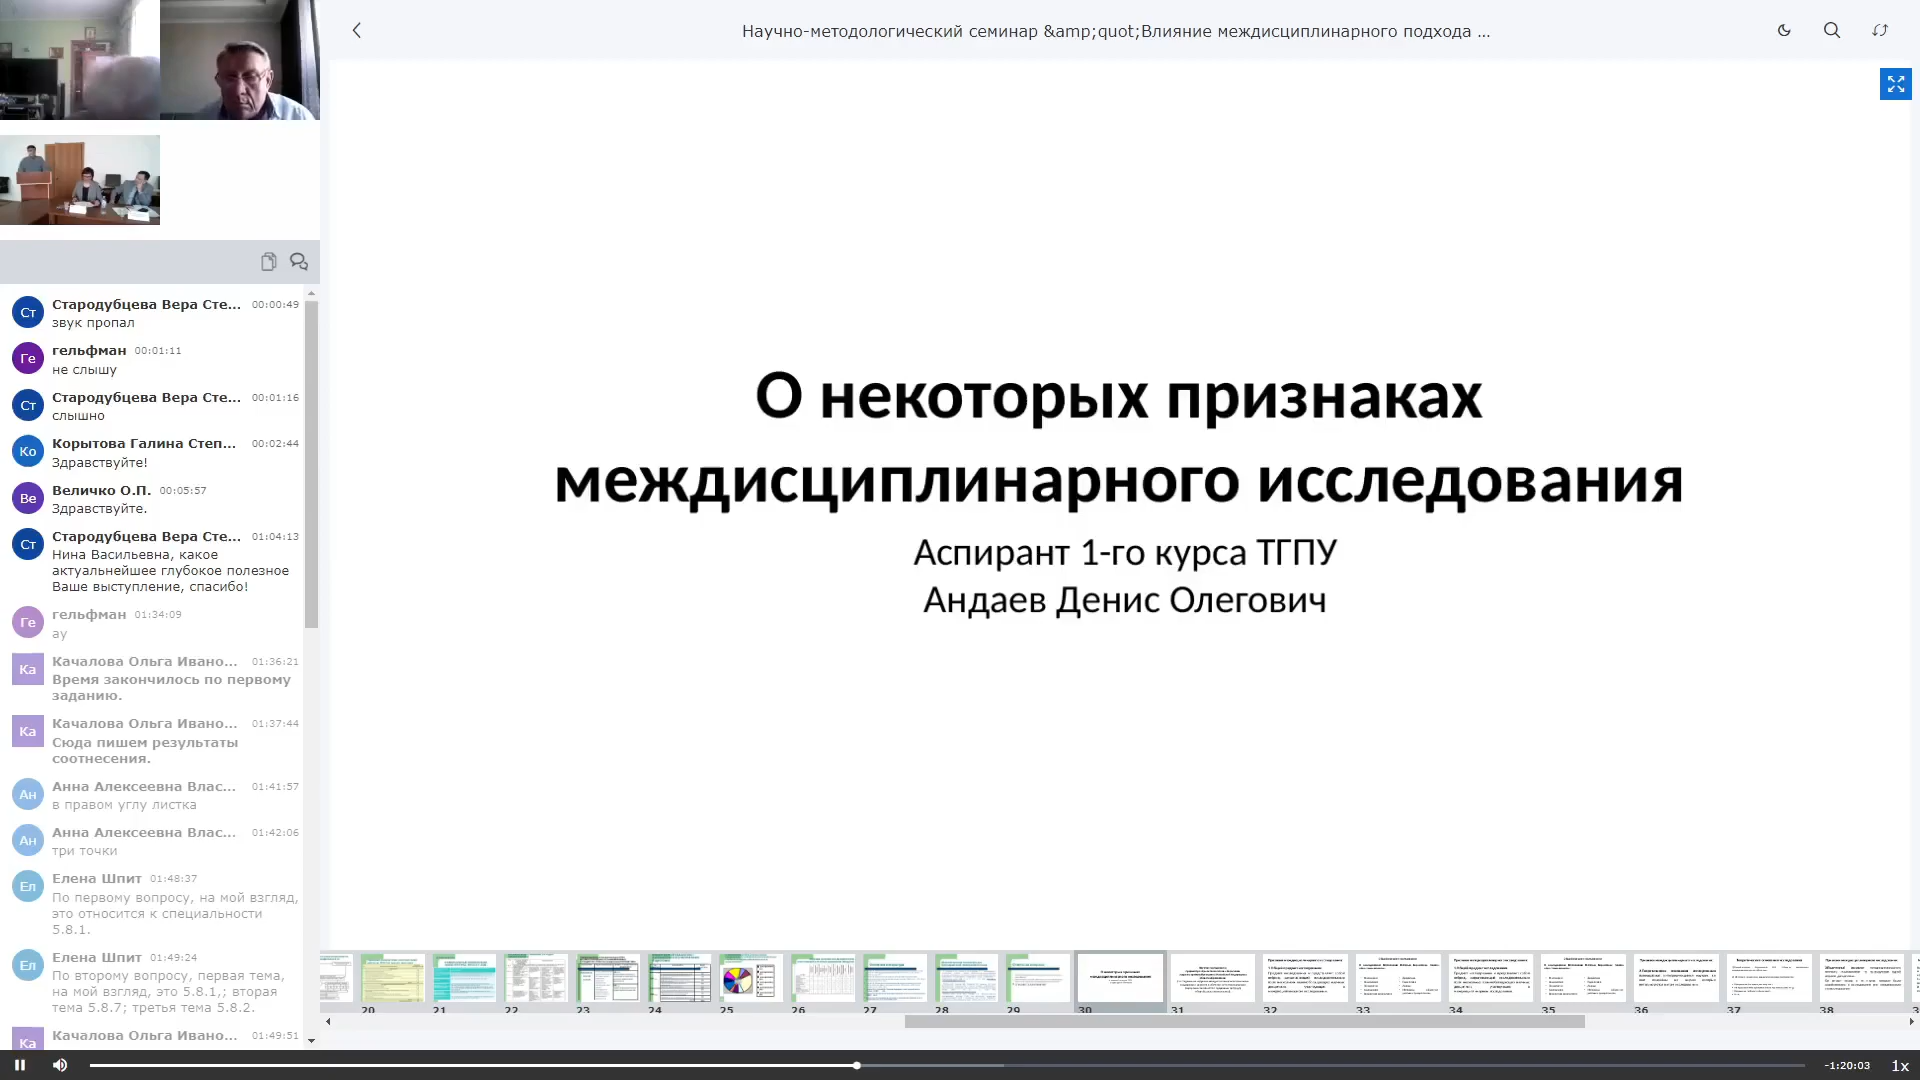 Научно-методологический семинар &amp;quot;Влияние междисциплинарного подхода ...
Ст
Стародубцева Вера Сте... 00:00:49
звук пропал
Ге
гельфман 00:01:11
не слышу
Ст
Стародубцева Вера Сте... 00:01:16
слышно
Ко
Корытова Галина Степ... 00:02:44
Здравствуйте!
Ве
Величко О.П. 00:05:57
Здравствуйте.
Ст
Стародубцева Вера Сте... 01:04:13
Нина Васильевна, какое
актуальнейшее глубокое полезное
Ваше выступление, спасибо!
Ге
гельфман 01:34:09
ау
Ка
Качалова Ольга Ивано... 01:36:21
Время закончилось по первому
заданию.
Ка
Качалова Ольга Ивано... 01:37:44
Сюда пишем результаты
соотнесения.
Ан
Анна Алексеевна Влас... 01:41:57
в правом углу листка
Ан
Анна Алексеевна Влас... 01:42:06
три точки
Ел
Елена Шпит 01:48:37
По первому вопросу, на мой взгляд,
это относится к специальности
5.8.1.
Ел
Елена Шпит 01:49:24
По второму вопросу, первая тема,
на мой взгляд, это 5.8.1,; вторая
тема 5.8.7; третья тема 5.8.2.
Ка
Качалова Ольга Ивано... 01:49:51
О некоторых признаках
междисциплинарного исследования
Аспирант 1-го курса ТГПУ
Андаев Денис Олегович
20 21 22 23 24 25 26 27 28 29 30 31 32 33 34 35 36 37 38
-1:20:03 1x